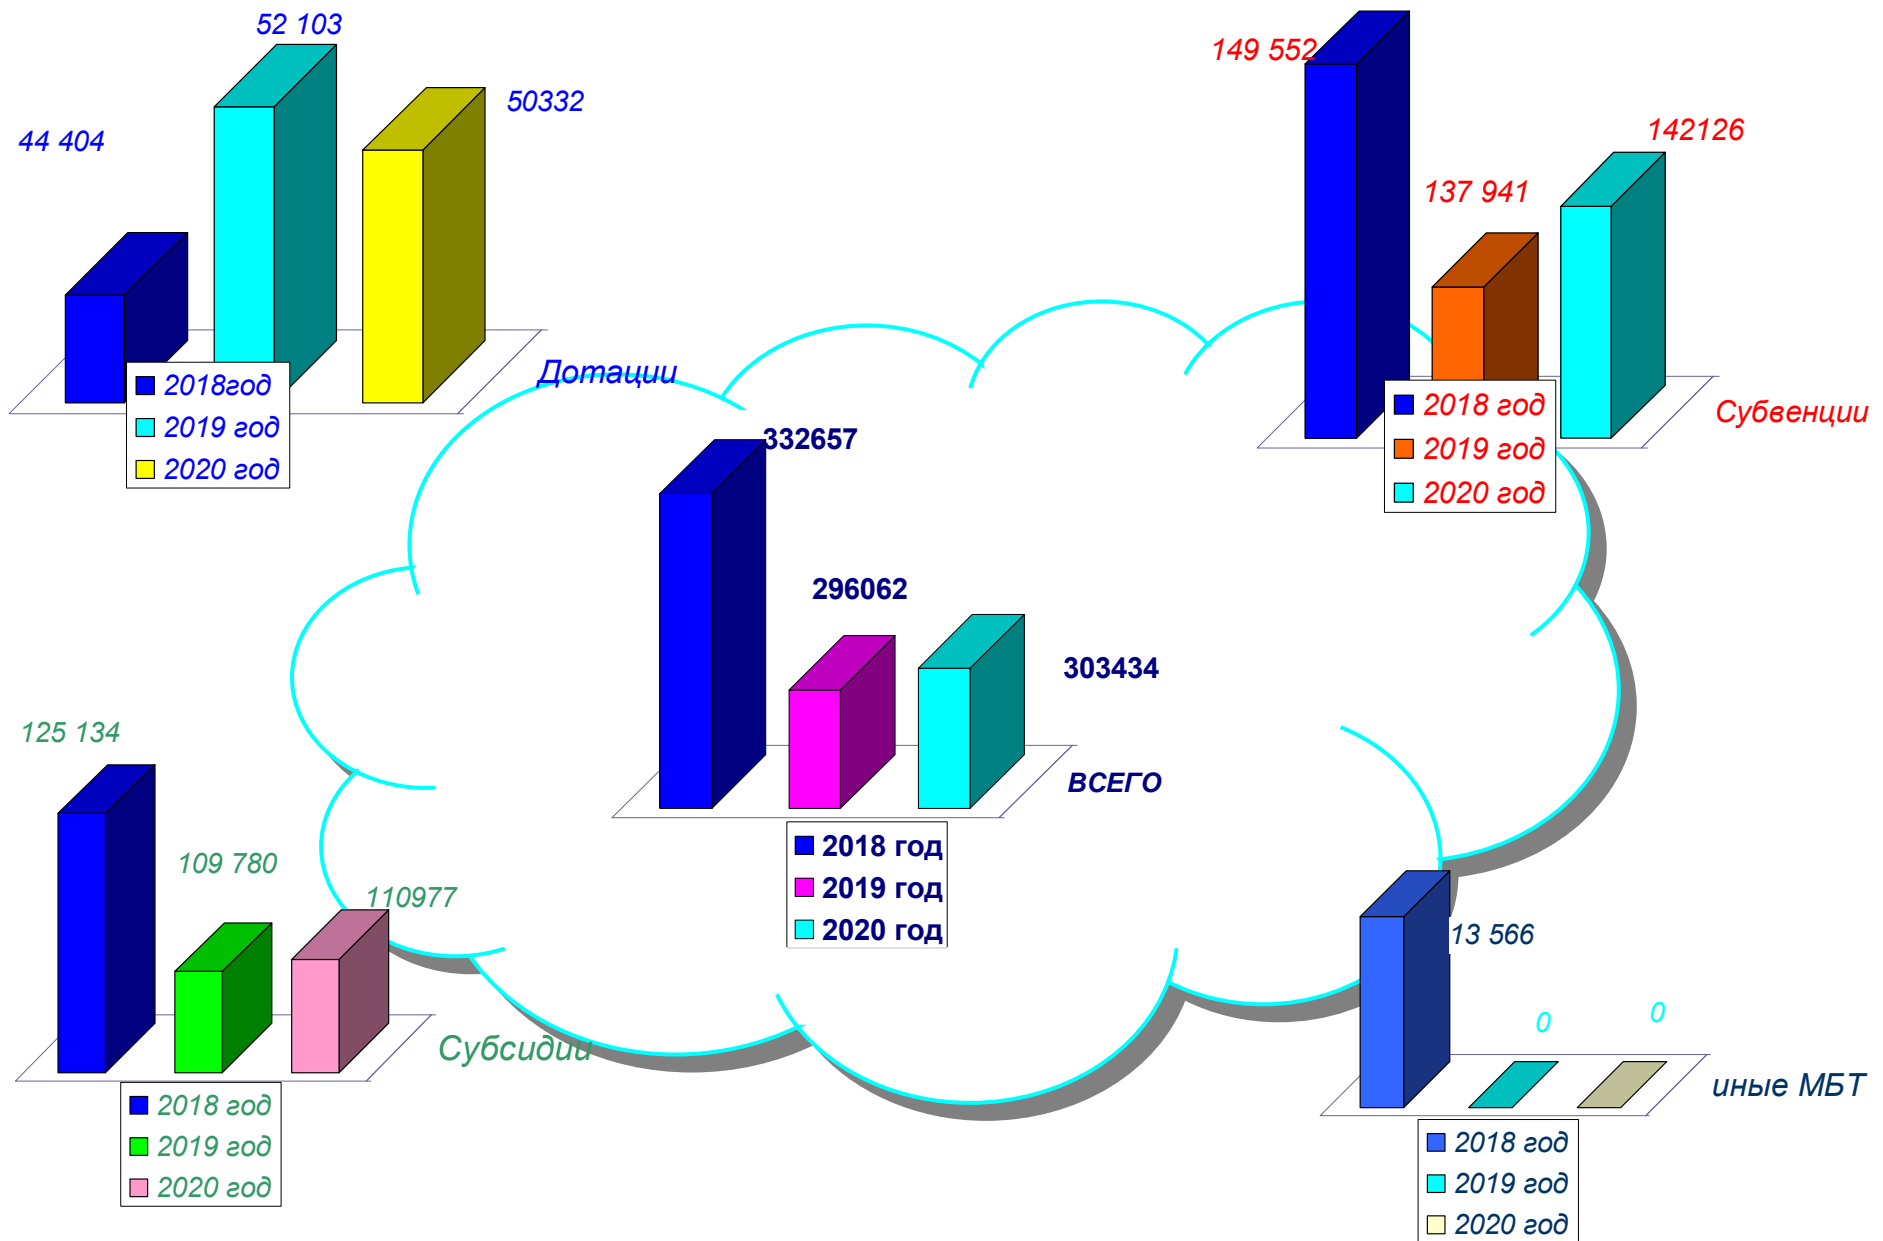 52 103
44 404
50332
Дотации
2018год
2019 год
2020 год
149 552
137 941
142126
Субвенции
2018 год
2019 год
2020 год
332657
296062
303434
ВСЕГО
2018 год
2019 год
2020 год
125 134
109 780
110977
Субсидии
2018 год
2019 год
2020 год
13 566
0
0
иные МБТ
2018 год
2019 год
2020 год